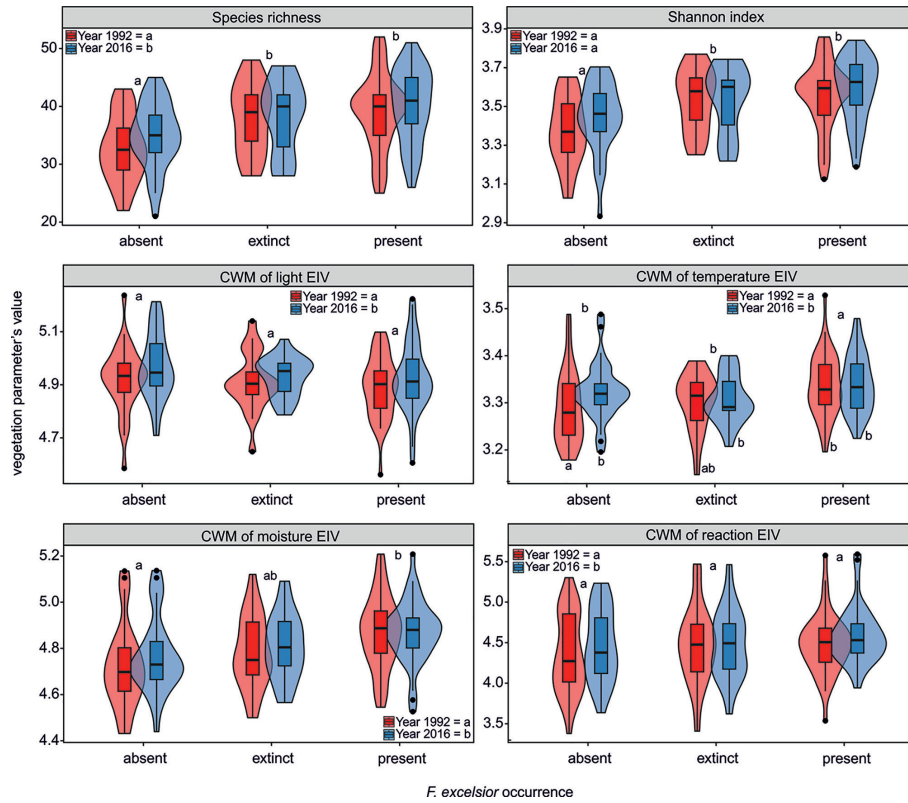 Species richness
Year 1992 = a
Year 2016 = b
a
b
b
50
40
30
20
absent
extinct
present
Shannon index
Year 1992 = a
Year 2016 = a
a
b
b
3.9
3.7
3.5
3.3
3.1
2.9
absent
extinct
present
vegetation parameter's value
CWM of light EIV
Year 1992 = a
Year 2016 = b
a
a
a
5.1
4.9
4.7
absent
extinct
present
CWM of temperature EIV
Year 1992 = a
Year 2016 = b
b
b
a
3.5
3.4
3.3
3.2
a
b
ab
b
b
b
absent
extinct
present
CWM of moisture EIV
a
ab
b
5.2
5.0
4.8
4.6
4.4
Year 1992 = a
Year 2016 = b
absent
extinct
present
CWM of reaction EIV
Year 1992 = a
Year 2016 = b
a
a
a
5.5
4.5
4.5
3.5
absent
extinct
present
F. excelsior occurrence